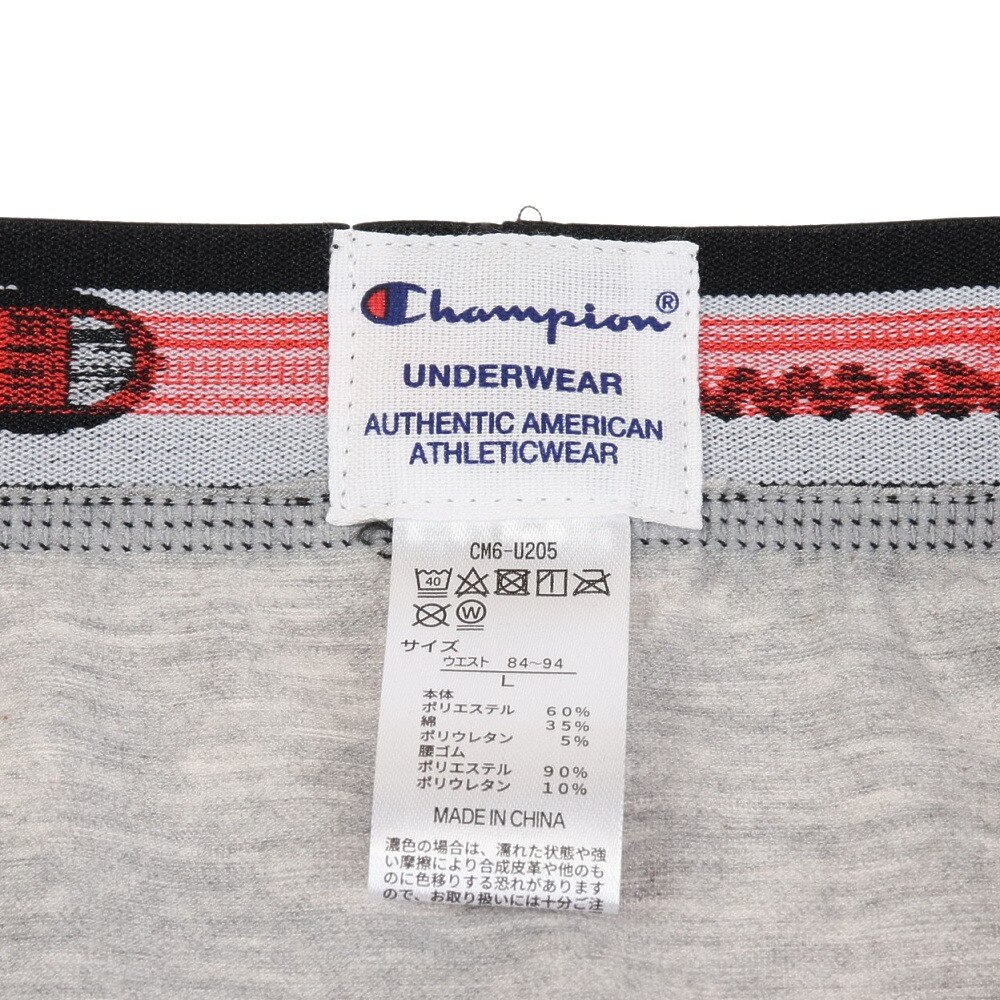 Champion®
UNDERWEAR
AUTHENTIC AMERICAN
ATHLETICWEAR
CM6-U205
40
W
サイズ
ウエスト 84~94
L
本体
ポリエステル 60%
綿 35%
ポリウレタン 5%
腰ゴム
ポリエステル 90%
ポリウレタン 10%
MADE IN CHINA
濃色の場合は、濡れた状態や強
い摩擦により合成皮革や他のも
のに色移りする恐れがあります
ので、お取り扱いには十分ご注